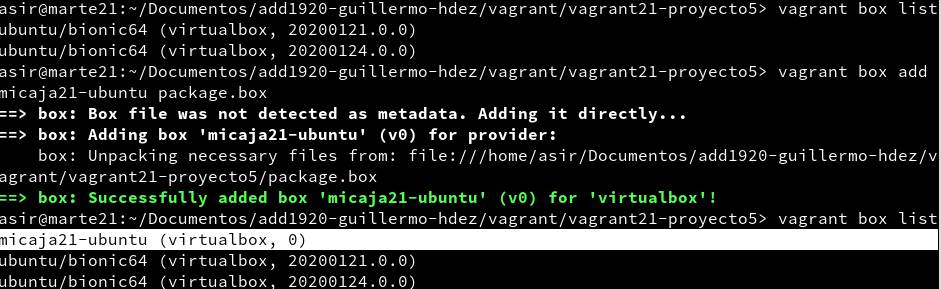 asir@marte21:~/Documentos/add1920-guillermo-hdez/vagrant/vagrant21-proyecto5> vagrant box list
ubuntu/bionic64 (virtualbox, 20200121.0.0)
ubuntu/bionic64 (virtualbox, 20200124.0.0)
asir@marte21:~/Documentos/add1920-guillermo-hdez/vagrant/vagrant21-proyecto5> vagrant box add
micaja21-ubuntu package.box
==> box: Box file was not detected as metadata. Adding it directly...
==> box: Adding box 'micaja21-ubuntu' (v0) for provider:
    box: Unpacking necessary files from: file:///home/asir/Documentos/add1920-guillermo-hdez/v
agrant/vagrant21-proyecto5/package.box
==> box: Successfully added box 'micaja21-ubuntu' (v0) for 'virtualbox'!
asir@marte21:~/Documentos/add1920-guillermo-hdez/vagrant/vagrant21-proyecto5> vagrant box list
micaja21-ubuntu (virtualbox, 0)
ubuntu/bionic64 (virtualbox, 20200121.0.0)
ubuntu/bionic64 (virtualbox, 20200124.0.0)